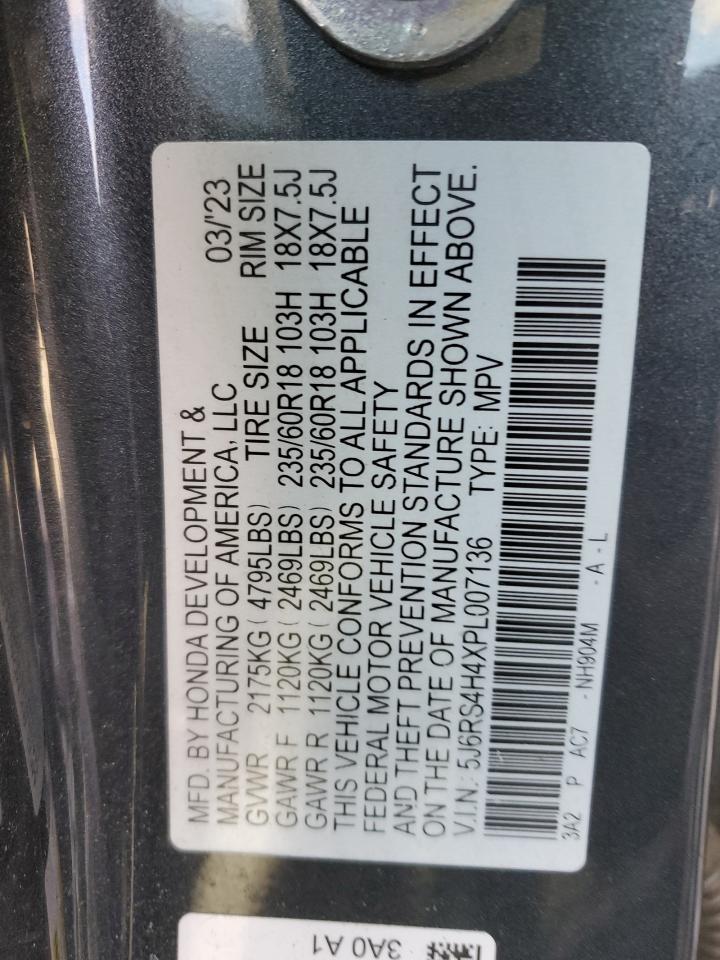 MFD. BY HONDA DEVELOPMENT &
MANUFACTURING OF AMERICA, LLC 03/'23
GVWR 2175KG ( 4795LBS) TIRE SIZE RIM SIZE
GAWR F 1120KG ( 2469LBS) 235/60R18 103H 18X7.5J
GAWR R 1120KG ( 2469LBS) 235/60R18 103H 18X7.5J
THIS VEHICLE CONFORMS TO ALL APPLICABLE
FEDERAL MOTOR VEHICLE SAFETY
AND THEFT PREVENTION STANDARDS IN EFFECT
ON THE DATE OF MANUFACTURE SHOWN ABOVE.
V.I.N.: 5J6RS4H4XPL007136 TYPE: MPV
3A2 P AC7 - NH904M - A - L
3A0 A1